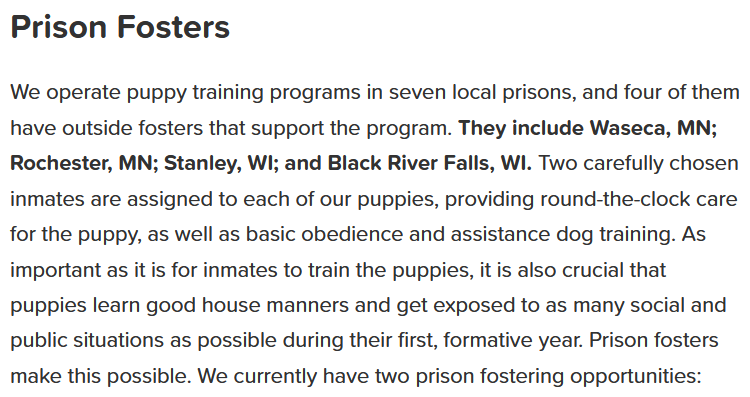 Prison Fosters
We operate puppy training programs in seven local prisons, and four of them
have outside fosters that support the program. They include Waseca, MN;
Rochester, MN; Stanley, WI; and Black River Falls, WI. Two carefully chosen
inmates are assigned to each of our puppies, providing round-the-clock care
for the puppy, as well as basic obedience and assistance dog training. As
important as it is for inmates to train the puppies, it is also crucial that
puppies learn good house manners and get exposed to as many social and
public situations as possible during their first, formative year. Prison fosters
make this possible. We currently have two prison fostering opportunities: